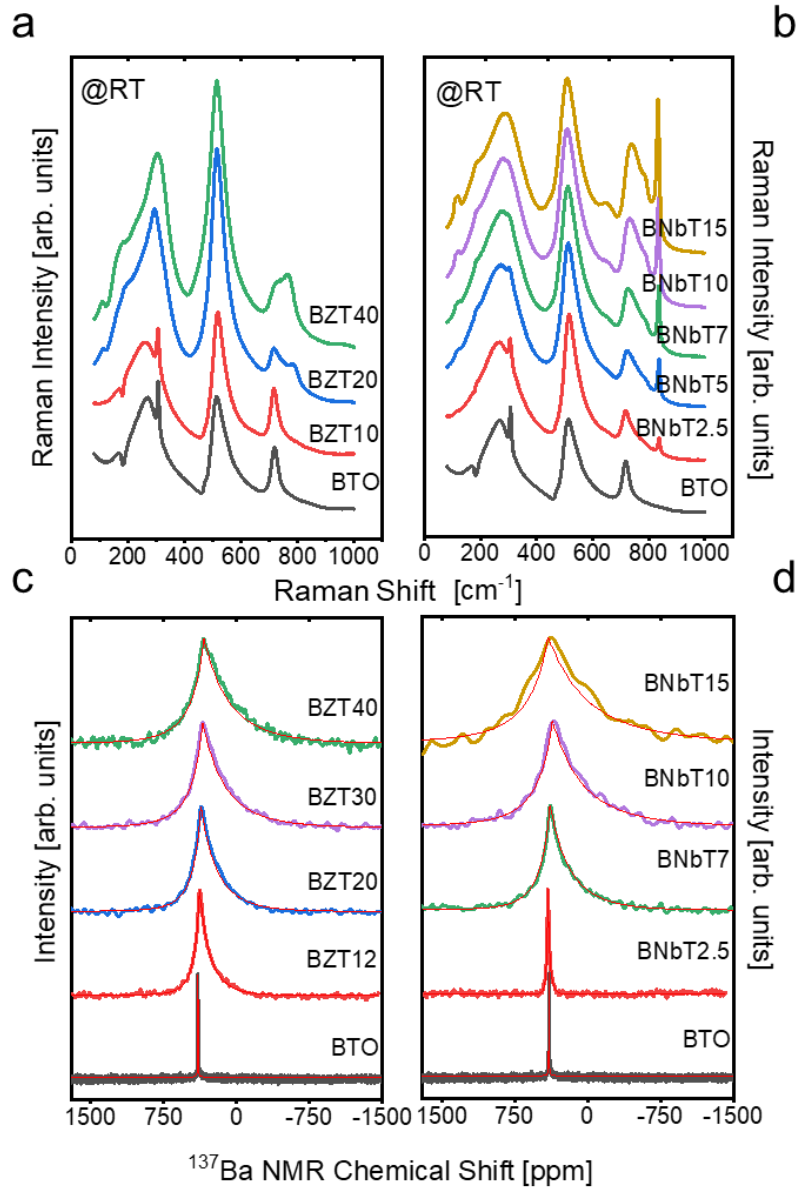 a
b
@RT
@RT
Raman Intensity [arb. units]
BZT40
BZT20
BZT10
BTO
BNbT15
BNbT10
BNbT7
BNbT5
BNbT2.5
BTO
Raman Intensity [arb. units]
0 200 400 600 800 1000
0 200 400 600 800 1000
Raman Shift [cm⁻¹]
c
d
Intensity [arb. units]
BZT40
BZT30
BZT20
BZT12
BTO
BNbT15
BNbT10
BNbT7
BNbT2.5
BTO
Intensity [arb. units]
1500 750 0 -750 -1500
1500 750 0 -750 -1500
¹³⁷Ba NMR Chemical Shift [ppm]